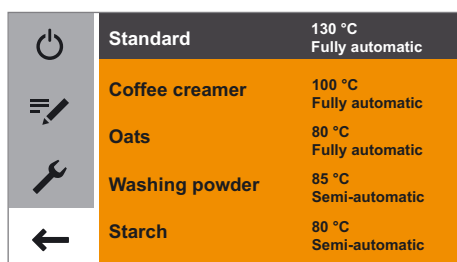 Standard
130 °C
Fully automatic
Coffee creamer
100 °C
Fully automatic
Oats
80 °C
Fully automatic
Washing powder
85 °C
Semi-automatic
Starch
80 °C
Semi-automatic